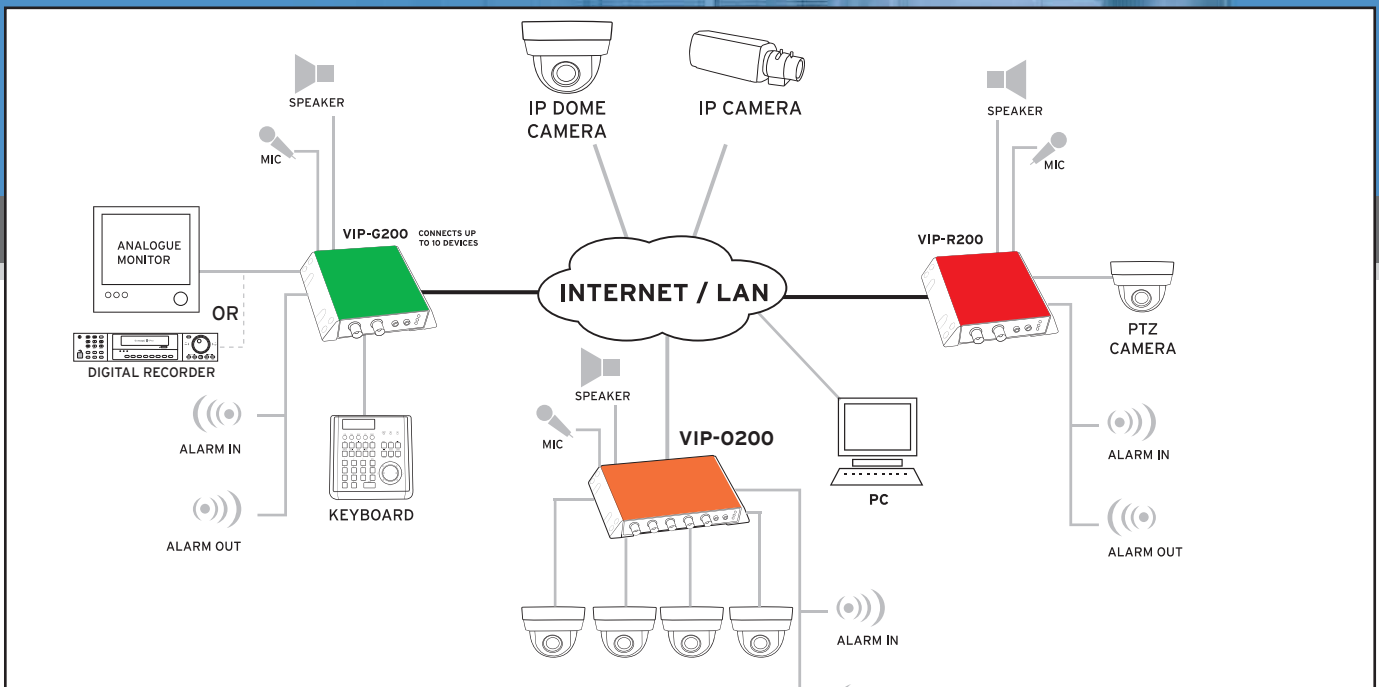 SPEAKER
MIC
IP DOME
CAMERA
IP CAMERA
SPEAKER
MIC
VIP-G200
CONNECTS UP
TO 10 DEVICES
VIP-R200
ANALOGUE
MONITOR
OR
DIGITAL RECORDER
INTERNET / LAN
PTZ
CAMERA
SPEAKER
MIC
VIP-O200
PC
ALARM IN
KEYBOARD
ALARM OUT
ALARM IN
ALARM OUT
ALARM IN